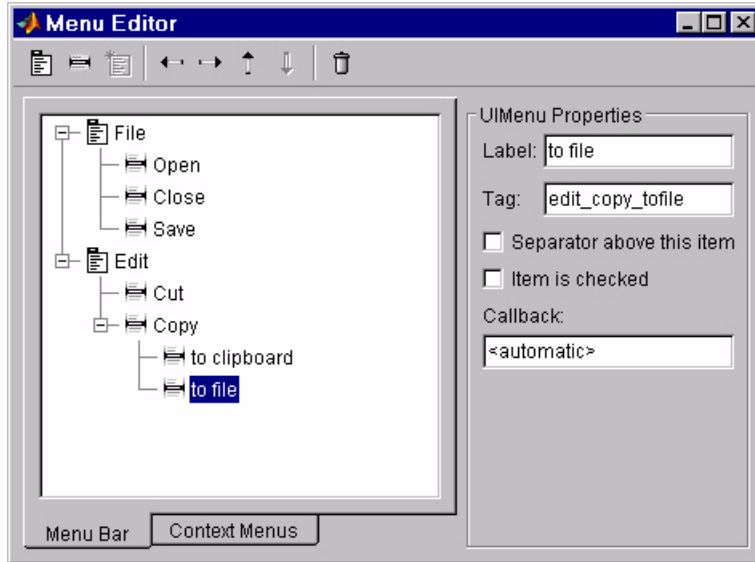 Menu Editor
File
Open
Close
Save
Edit
Cut
Copy
to clipboard
to file
Menu Bar
Context Menus
UIMenu Properties
Label: to file
Tag: edit_copy_tofile
Separator above this item
Item is checked
Callback:
<automatic>